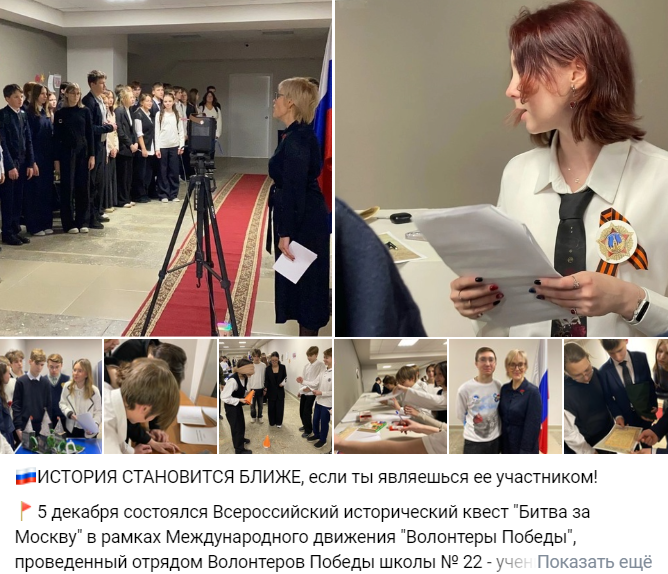 ИСТОРИЯ СТАНОВИТСЯ БЛИЖЕ, если ты являешься ее участником!
5 декабря состоялся Всероссийский исторический квест "Битва за
Москву" в рамках Международного движения "Волонтеры Победы",
проведенный отрядом Волонтеров Победы школы № 22 - учен Показать ещё